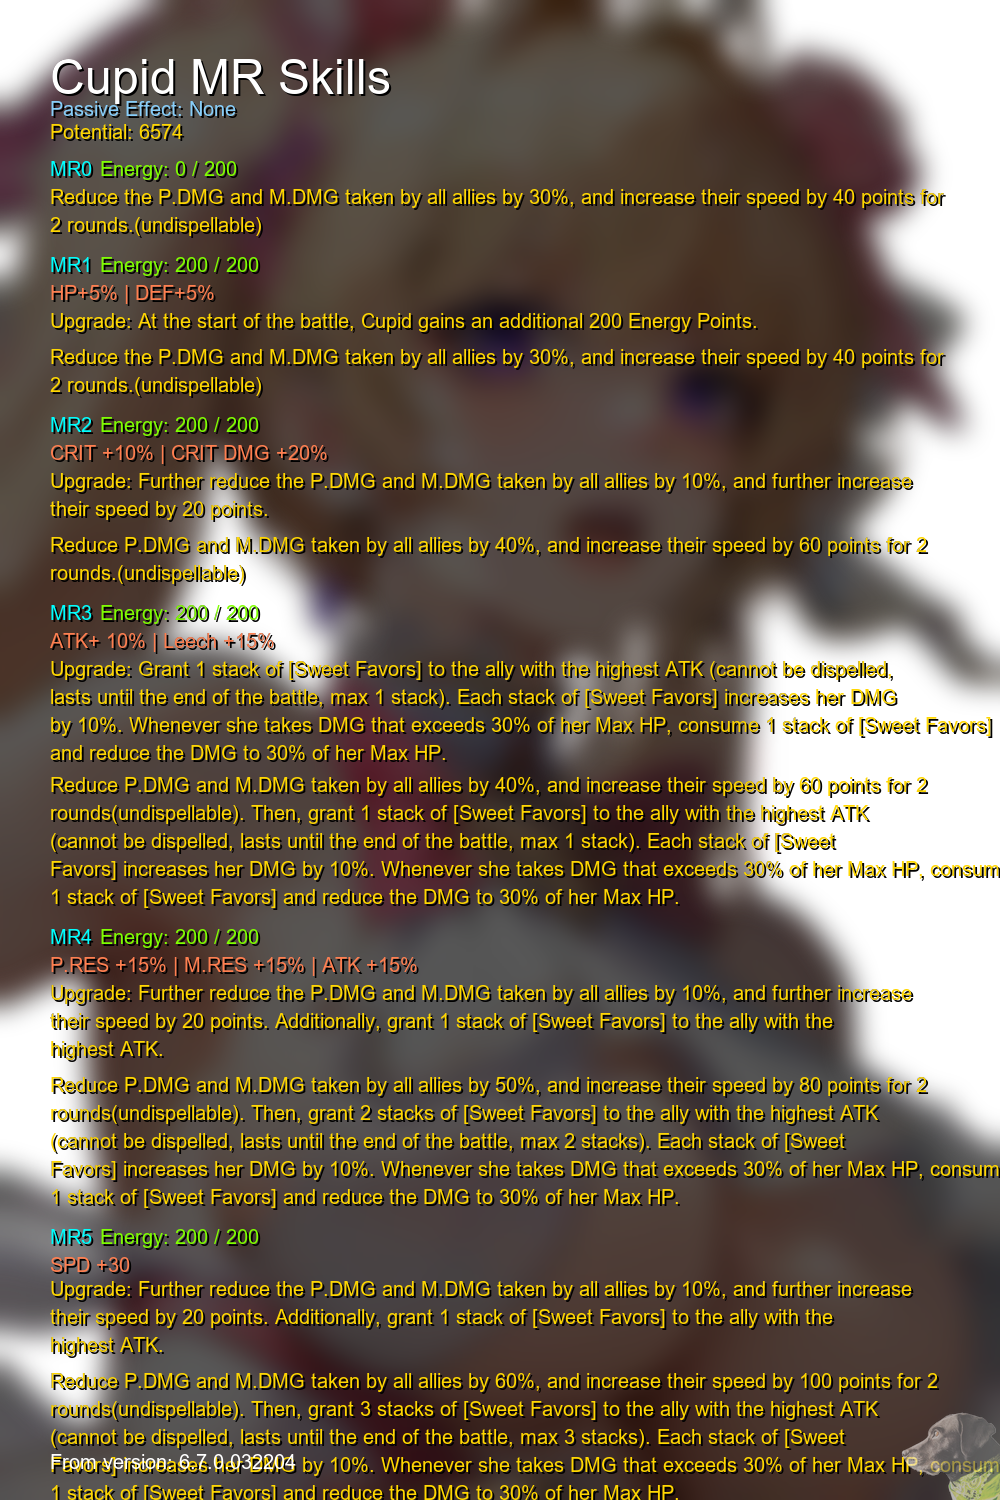 Cupid MR Skills
Passive Effect: None
Potential: 6574
MR0 Energy: 0 / 200
Reduce the P.DMG and M.DMG taken by all allies by 30%, and increase their speed by 40 points for
2 rounds.(undispellable)
MR1 Energy: 200 / 200
HP+5% | DEF+5%
Upgrade: At the start of the battle, Cupid gains an additional 200 Energy Points.
Reduce the P.DMG and M.DMG taken by all allies by 30%, and increase their speed by 40 points for
2 rounds.(undispellable)
MR2 Energy: 200 / 200
CRIT +10% | CRIT DMG +20%
Upgrade: Further reduce the P.DMG and M.DMG taken by all allies by 10%, and further increase
their speed by 20 points.
Reduce P.DMG and M.DMG taken by all allies by 40%, and increase their speed by 60 points for 2
rounds.(undispellable)
MR3 Energy: 200 / 200
ATK+ 10% | Leech +15%
Upgrade: Grant 1 stack of [Sweet Favors] to the ally with the highest ATK (cannot be dispelled,
lasts until the end of the battle, max 1 stack). Each stack of [Sweet Favors] increases her DMG
by 10%. Whenever she takes DMG that exceeds 30% of her Max HP, consume 1 stack of [Sweet Favors]
and reduce the DMG to 30% of her Max HP.
Reduce P.DMG and M.DMG taken by all allies by 40%, and increase their speed by 60 points for 2
rounds(undispellable). Then, grant 1 stack of [Sweet Favors] to the ally with the highest ATK
(cannot be dispelled, lasts until the end of the battle, max 1 stack). Each stack of [Sweet
Favors] increases her DMG by 10%. Whenever she takes DMG that exceeds 30% of her Max HP, consum
1 stack of [Sweet Favors] and reduce the DMG to 30% of her Max HP.
MR4 Energy: 200 / 200
P.RES +15% | M.RES +15% | ATK +15%
Upgrade: Further reduce the P.DMG and M.DMG taken by all allies by 10%, and further increase
their speed by 20 points. Additionally, grant 1 stack of [Sweet Favors] to the ally with the
highest ATK.
Reduce P.DMG and M.DMG taken by all allies by 50%, and increase their speed by 80 points for 2
rounds(undispellable). Then, grant 2 stacks of [Sweet Favors] to the ally with the highest ATK
(cannot be dispelled, lasts until the end of the battle, max 2 stacks). Each stack of [Sweet
Favors] increases her DMG by 10%. Whenever she takes DMG that exceeds 30% of her Max HP, consum
1 stack of [Sweet Favors] and reduce the DMG to 30% of her Max HP.
MR5 Energy: 200 / 200
SPD +30
Upgrade: Further reduce the P.DMG and M.DMG taken by all allies by 10%, and further increase
their speed by 20 points. Additionally, grant 1 stack of [Sweet Favors] to the ally with the
highest ATK.
Reduce P.DMG and M.DMG taken by all allies by 60%, and increase their speed by 100 points for 2
rounds(undispellable). Then, grant 3 stacks of [Sweet Favors] to the ally with the highest ATK
(cannot be dispelled, lasts until the end of the battle, max 3 stacks). Each stack of [Sweet
From version: 6.7.0.032204
Favors] increases her DMG by 10%. Whenever she takes DMG that exceeds 30% of her Max HP, consum
1 stack of [Sweet Favors] and reduce the DMG to 30% of her Max HP.